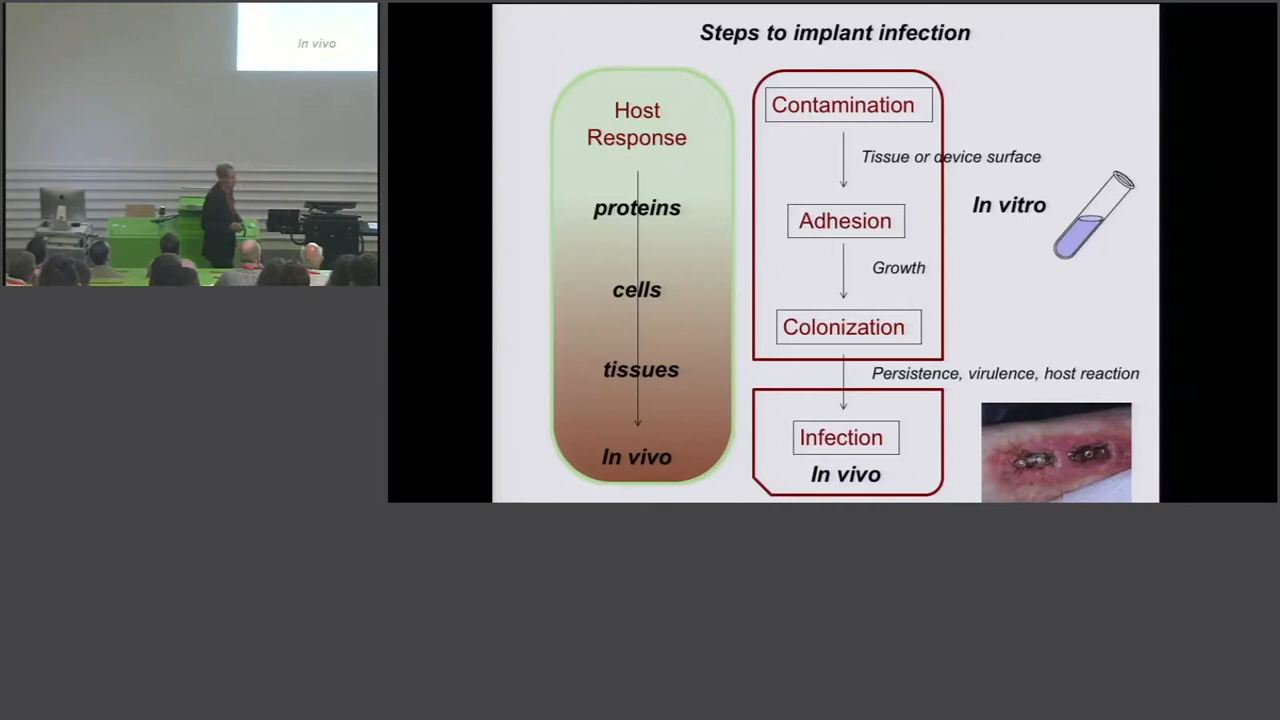 In vivo
Steps to implant infection
Host
Response
proteins
cells
tissues
In vivo
Contamination
Tissue or device surface
Adhesion
Growth
Colonization
Persistence, virulence, host reaction
Infection
In vivo
In vitro